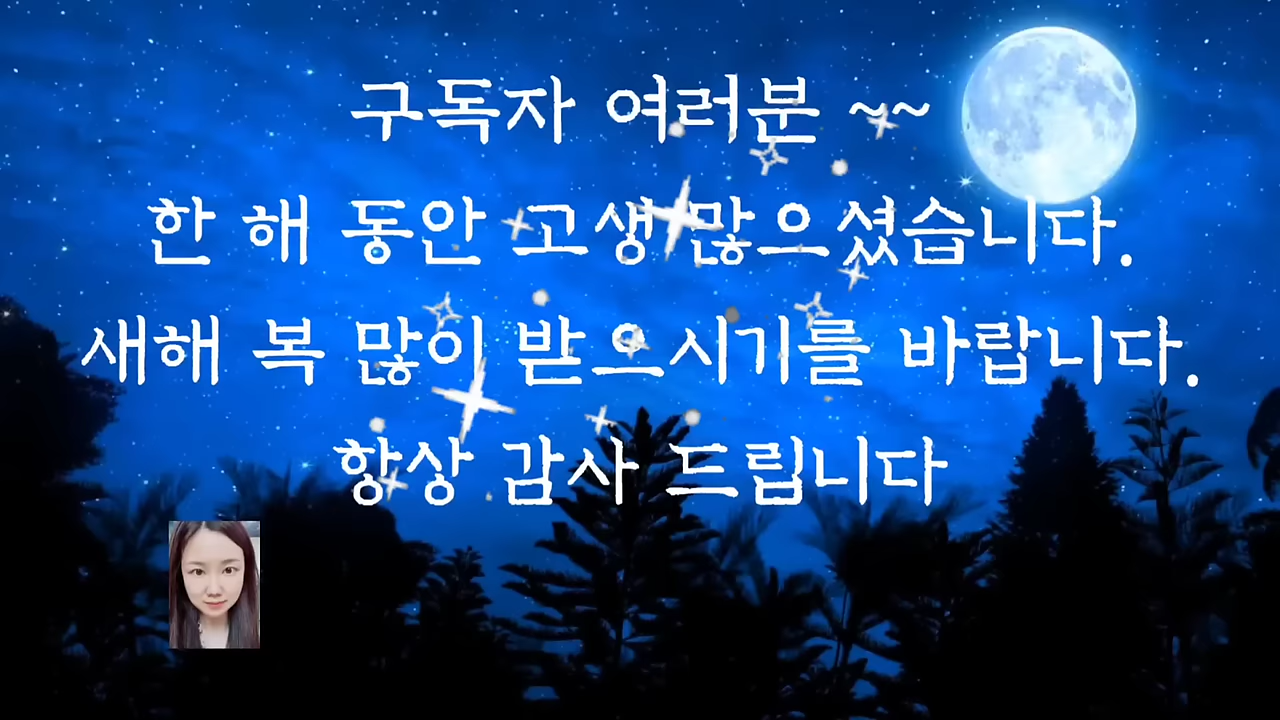 구독자 여러분 ~~
한 해 동안 고생 많으셨습니다.
새해 복 많이 받으시기를 바랍니다.
항상 감사 드립니다